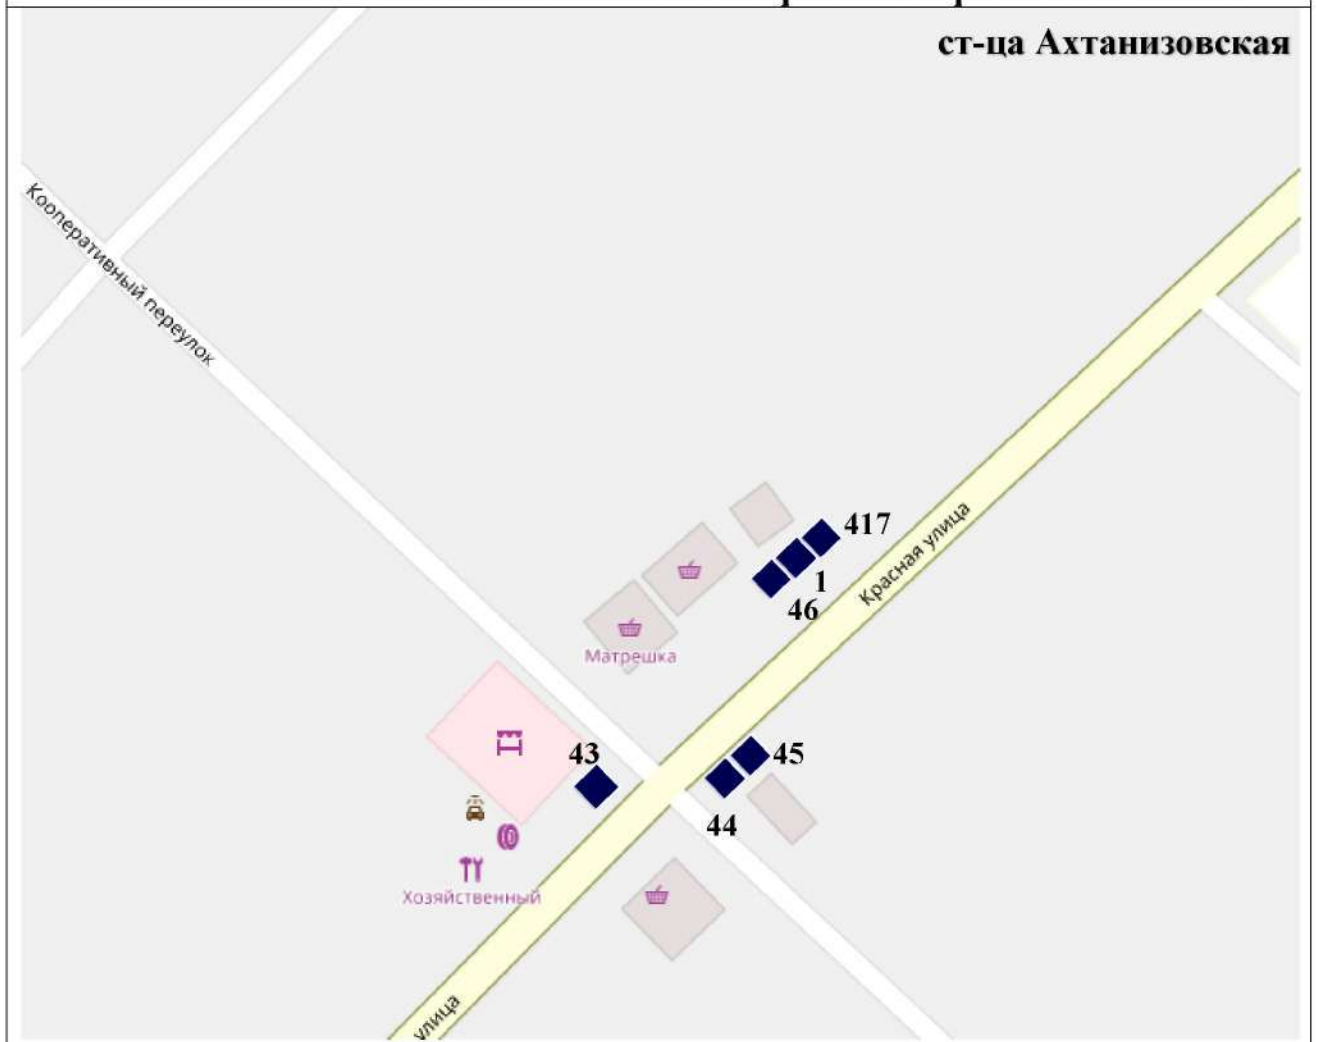 ст-ца Ахтанизовская
Кооперативный переулок
417
Красная улица
1
46
Матрешка
43
45
44
Хозяйственный
улица